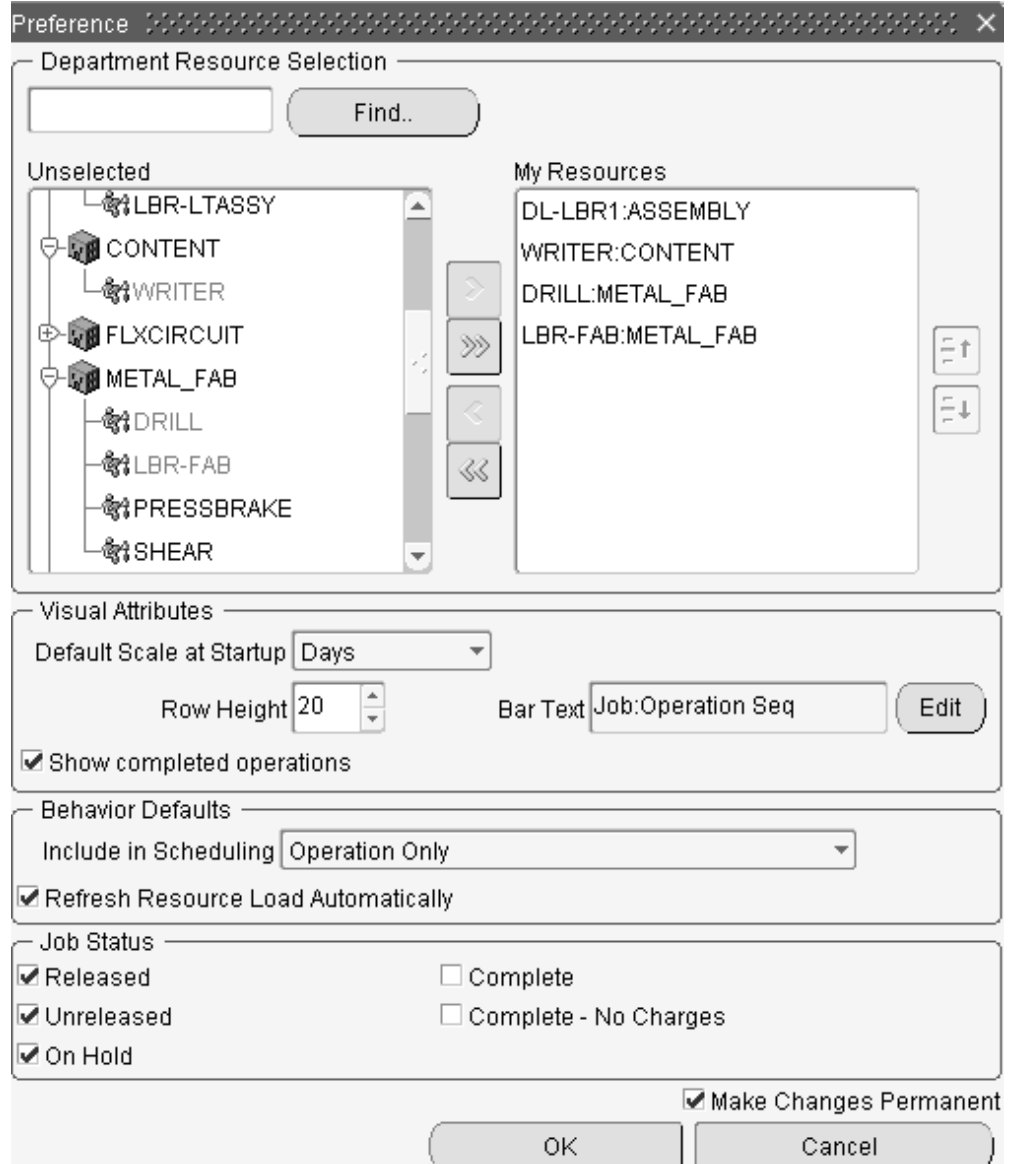 Preference
Department Resource Selection
Find..
Unselected
My Resources
LBR-LTASSY
CONTENT
WRITER
FLXCIRCUIT
METAL_FAB
DRILL
LBR-FAB
PRESSBRAKE
SHEAR
DL-LBR1:ASSEMBLY
WRITER:CONTENT
DRILL:METAL_FAB
LBR-FAB:METAL_FAB
Visual Attributes
Default Scale at Startup Days
Row Height 20 Bar Text Job:Operation Seq Edit
Show completed operations
Behavior Defaults
Include in Scheduling Operation Only
Refresh Resource Load Automatically
Job Status
Released Complete
Unreleased Complete - No Charges
On Hold
Make Changes Permanent
OK Cancel